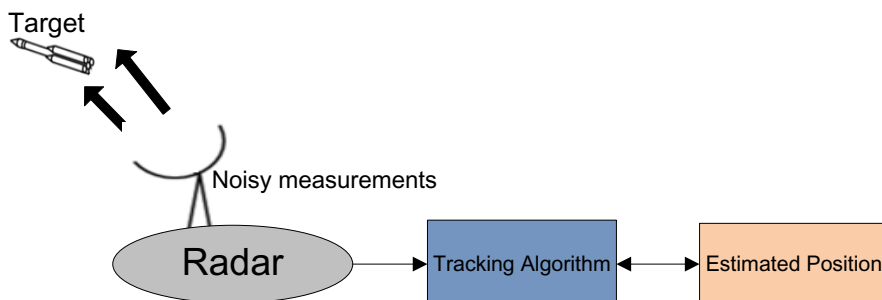 Target
Noisy measurements
Radar
Tracking Algorithm
Estimated Position